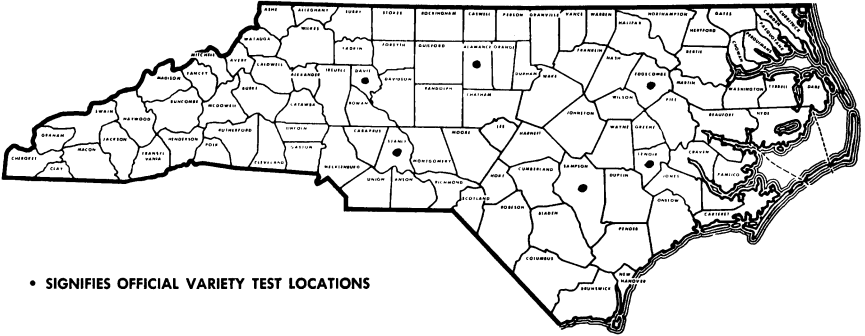 ASHE ALLEGHANY SURRY STOKES ROCKINGHAM CASWELL PERSON GRANVILLE VANCE WARREN NORTHAMPTON GATES
HALIFAX HERTFORD
WATAUGA WILKES YADKIN FORSYTH GUILFORD ALAMANCE ORANGE FRANKLIN BERTIE
MITCHELL AVERY CALDWELL ALEXANDER IREDELL DAVIE DAVIDSON DURHAM WAKE NASH EDGECOMBE MARTIN WASHINGTON TYRRELL DARE
MADISON YANCEY BURKE CATAWBA ROWAN RANDOLPH CHATHAM WILSON PITT BEAUFORT HYDE
SWAIN HAYWOOD BUNCOMBE MCDOWELL LINCOLN CABARRUS STANLY MOORE LEE HARNETT JOHNSTON WAYNE GREENE
GRAHAM JACKSON HENDERSON POLK RUTHERFORD CLEVELAND GASTON MECKLENBURG MONTGOMERY CUMBERLAND SAMPSON DUPLIN LENOIR CRAVEN PAMLICO
CHEROKEE CLAY MACON TRANSYL
VANIA
UNION ANSON RICHMOND SCOTLAND HOKE JONES ONSLOW CARTERET
ROBESON BLADEN PENDER
COLUMBUS NEW
HANOVER
BRUNSWICK
• SIGNIFIES OFFICIAL VARIETY TEST LOCATIONS